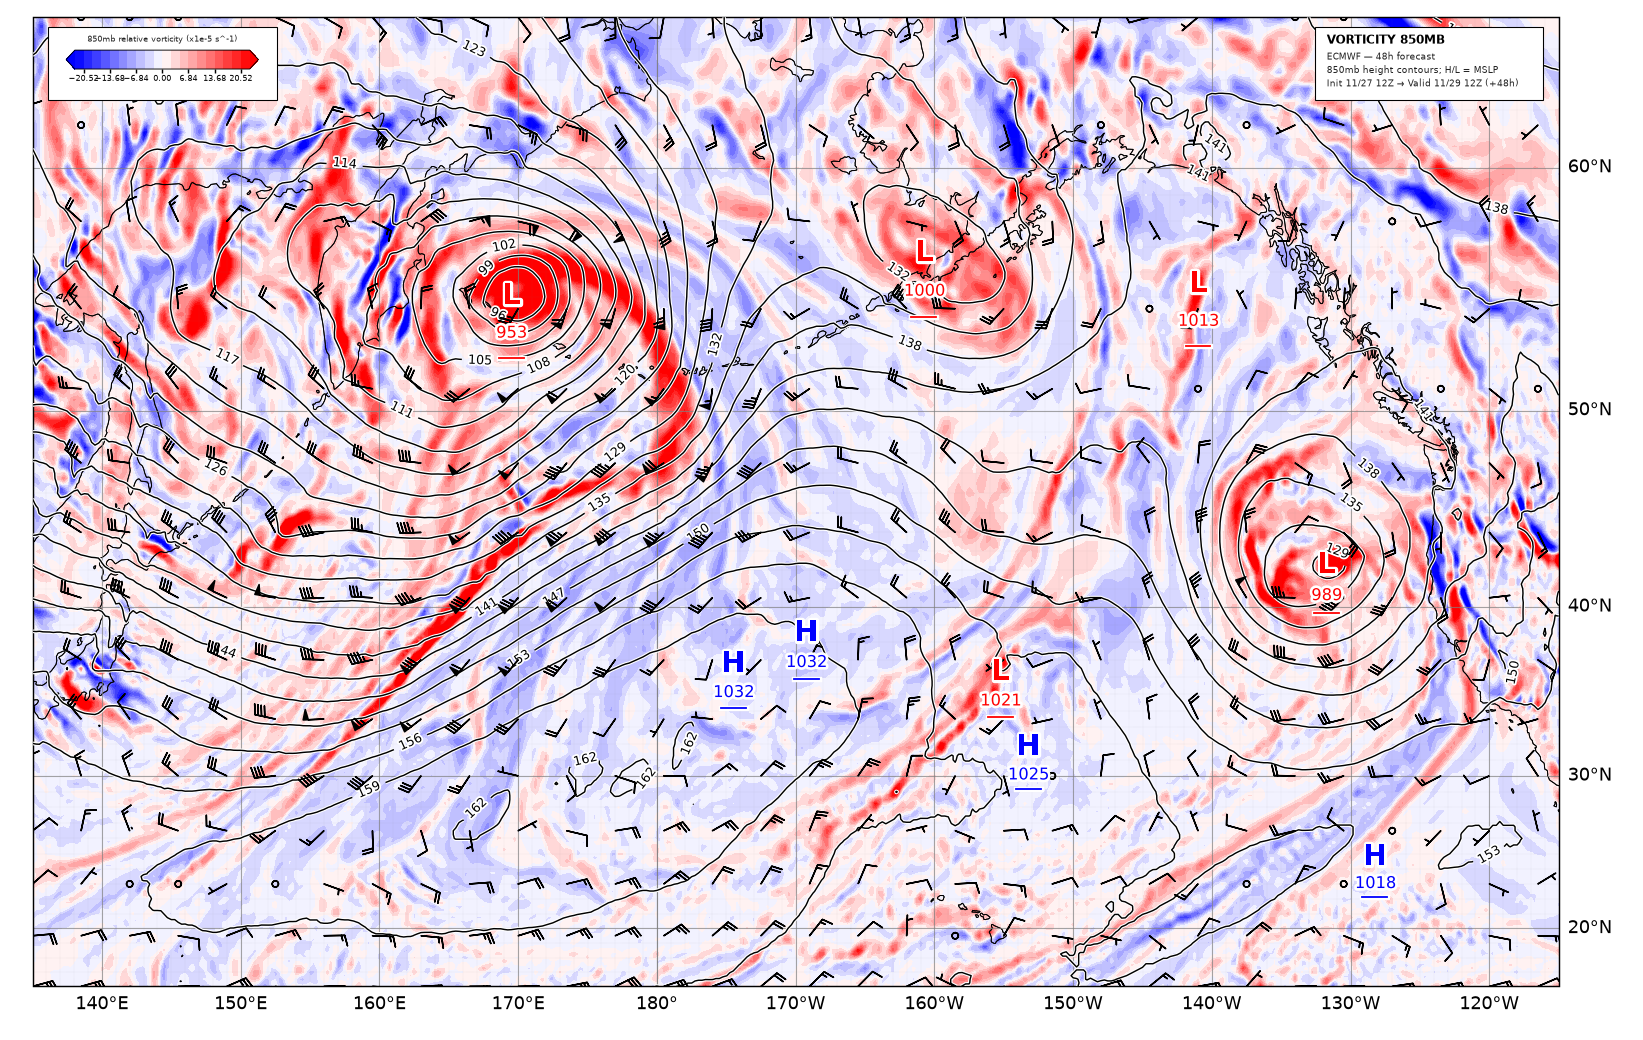 850mb relative vorticity (x1e-5 s^-1)
−20.52 −13.68 −6.84 0.00 6.84 13.68 20.52
VORTICITY 850MB
ECMWF — 48h forecast
850mb height contours; H/L = MSLP
Init 11/27 12Z → Valid 11/29 12Z (+48h)
123
114
141
141
138
60°N
102
99
96
L
953
105
108
117
111
120
132
L
1000
132
138
L
1013
50°N
141
126
129
135
138
135
150
129
L
989
40°N
141
147
144
153
H
1032
H
1032
L
1021
150
156
162
162
162
H
1025
30°N
159
162
H
1018
153
20°N
140°E 150°E 160°E 170°E 180° 170°W 160°W 150°W 140°W 130°W 120°W